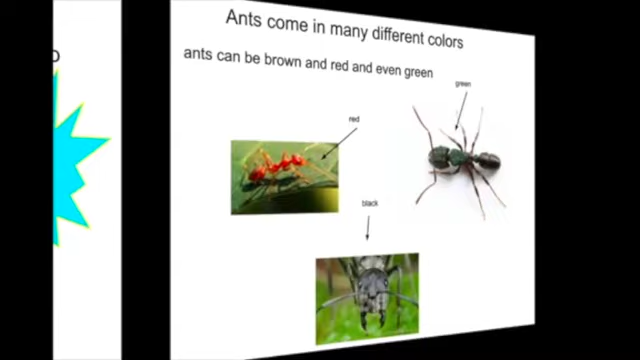 Ants come in many different colors
ants can be brown and red and even green
green
red
black